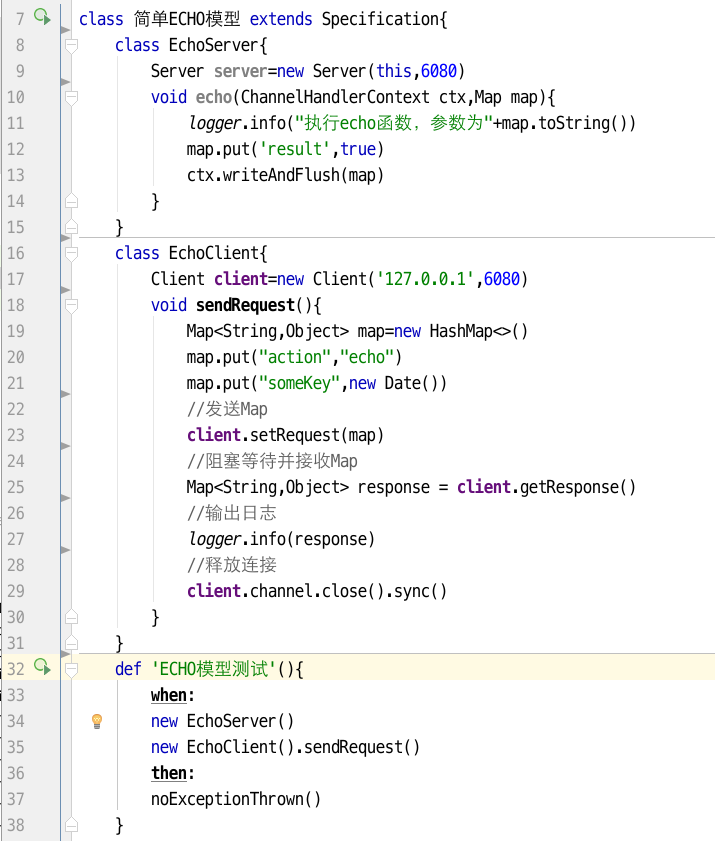 7 class 简单ECHO模型 extends Specification{
8 class EchoServer{
9 Server server=new Server(this,6080)
10 void echo(ChannelHandlerContext ctx,Map map){
11 logger.info("执行echo函数，参数为"+map.toString())
12 map.put('result',true)
13 ctx.writeAndFlush(map)
14 }
15 }
16 class EchoClient{
17 Client client=new Client('127.0.0.1',6080)
18 void sendRequest(){
19 Map<String,Object> map=new HashMap<>()
20 map.put("action","echo")
21 map.put("someKey",new Date())
22 //发送Map
23 client.setRequest(map)
24 //阻塞等待并接收Map
25 Map<String,Object> response = client.getResponse()
26 //输出日志
27 logger.info(response)
28 //释放连接
29 client.channel.close().sync()
30 }
31 }
32 def 'ECHO模型测试'(){
33 when:
34 new EchoServer()
35 new EchoClient().sendRequest()
36 then:
37 noExceptionThrown()
38 }